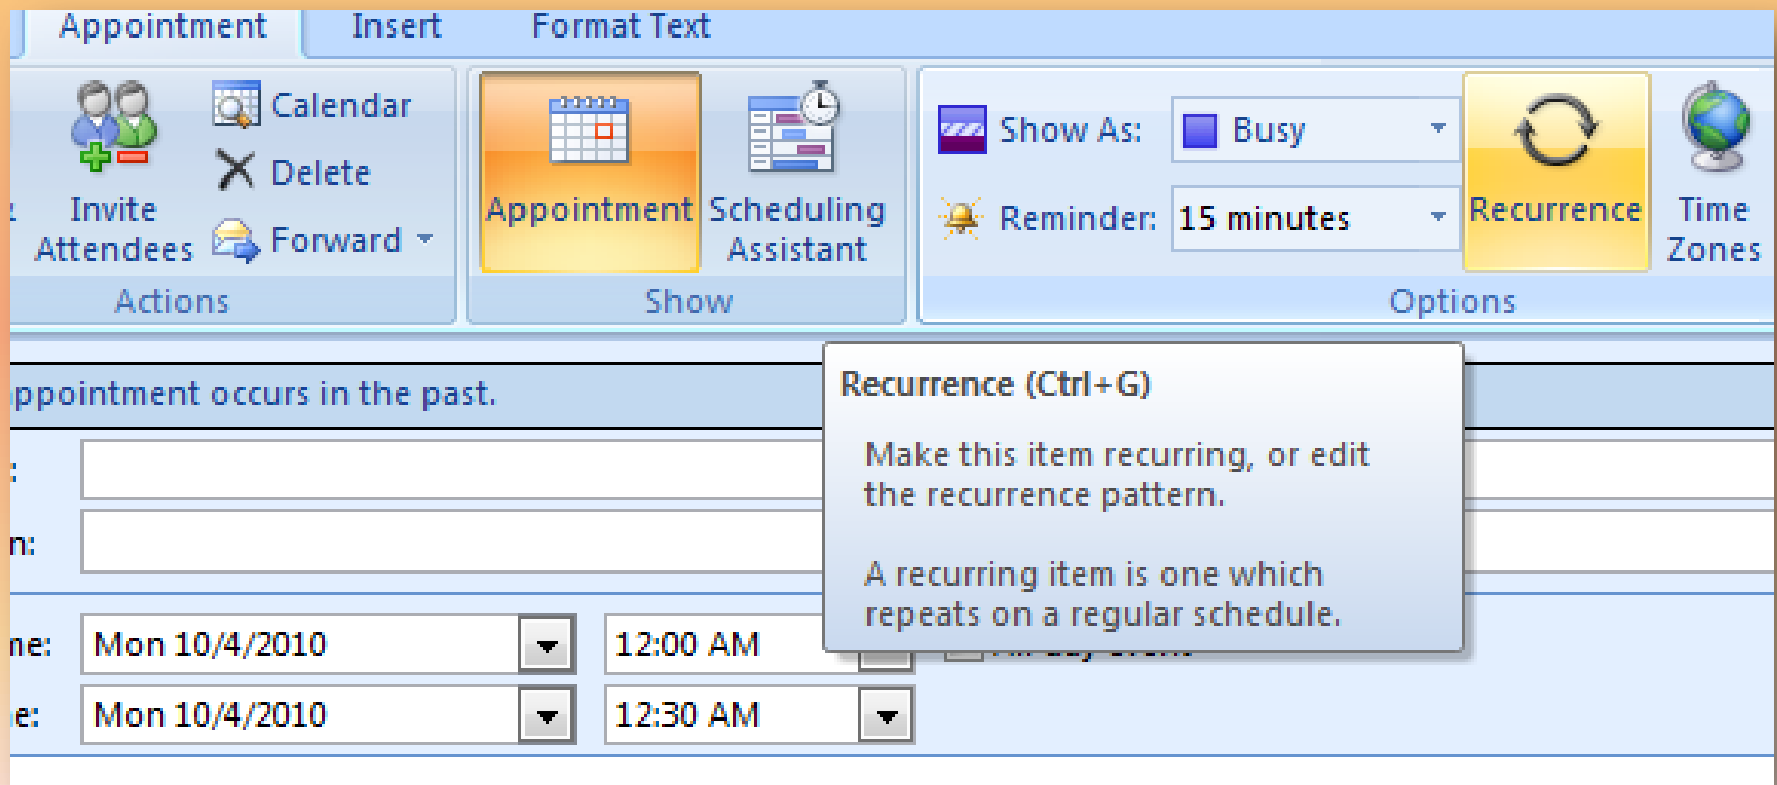 Appointment Insert Format Text
Calendar
Delete
Invite
Attendees
Forward
Actions
Appointment
Scheduling
Assistant
Show
Show As: Busy
Reminder: 15 minutes
Recurrence
Time
Zones
Options
appointment occurs in the past.
Recurrence (Ctrl+G)
Make this item recurring, or edit
the recurrence pattern.
A recurring item is one which
repeats on a regular schedule.
Mon 10/4/2010 12:00 AM
Mon 10/4/2010 12:30 AM